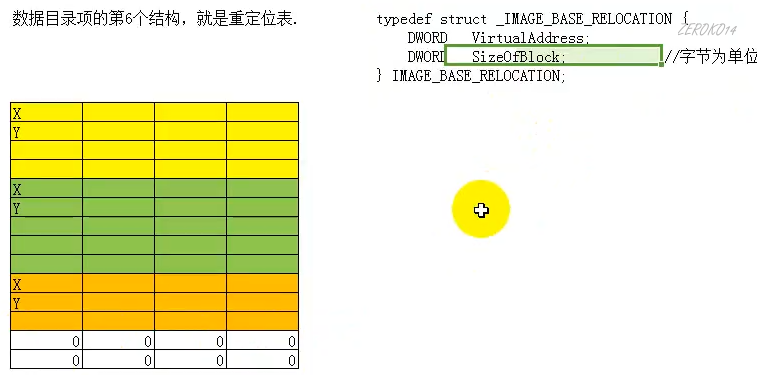 数据目录项的第6个结构，就是重定位表.
typedef struct _IMAGE_BASE_RELOCATION {
DWORD VirtualAddress;
DWORD SizeOfBlock; //字节为单位
} IMAGE_BASE_RELOCATION;
ZEROKO14
X
Y
X
Y
X
Y
0 0 0 0
0 0 0 0